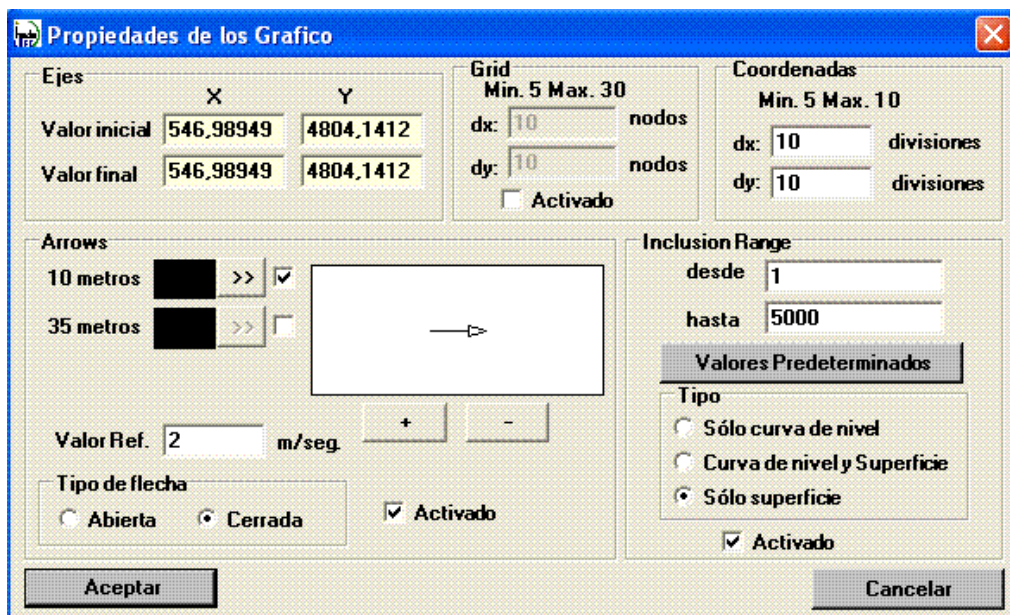 Propiedades de los Grafico
Ejes
X Y
Valor inicial 546,98949 4804,1412
Valor final 546,98949 4804,1412
Grid
Min. 5 Max. 30
dx: 10 nodos
dy: 10 nodos
Activado
Coordenadas
Min. 5 Max. 10
dx: 10 divisiones
dy: 10 divisiones
Arrows
10 metros >>
35 metros >>
+ -
Valor Ref. 2 m/seg.
Tipo de flecha
Abierta Cerrada
Activado
Inclusion Range
desde 1
hasta 5000
Valores Predeterminados
Tipo
Sólo curva de nivel
Curva de nivel y Superficie
Sólo superficie
Activado
Aceptar Cancelar